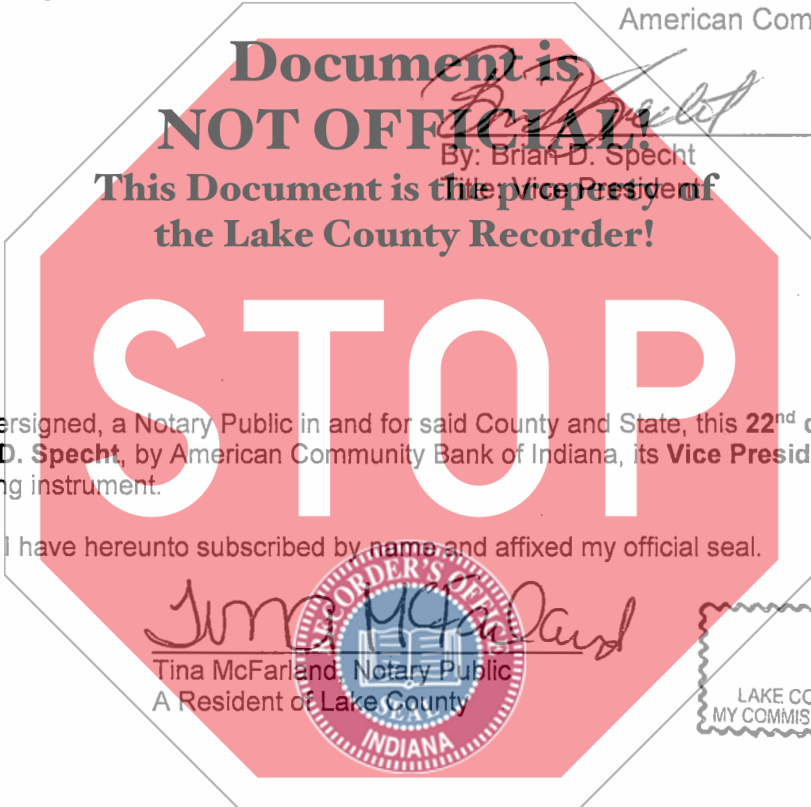 American Com
Document is
NOT OFFICIAL!
By: Brian D. Specht
This Document is the property of
Title: Vice President
the Lake County Recorder!
STOP
ersigned, a Notary Public in and for said County and State, this 22nd
D. Specht, by American Community Bank of Indiana, its Vice Presid
ng instrument.
i have hereunto subscribed by name and affixed my official seal.
RECORDER'S OFFICE
Tina McFarland
Tina McFarland, Notary Public
A Resident of Lake County
SEAL
INDIANA
LAKE CO
MY COMMIS